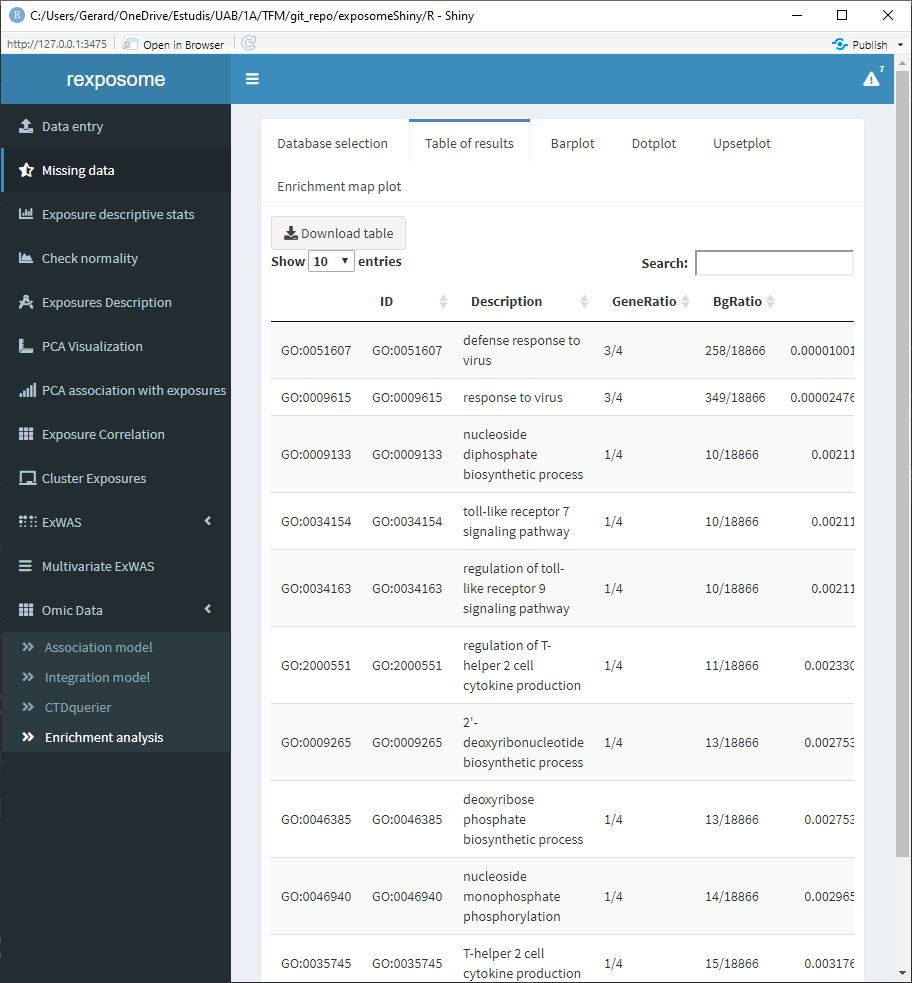 C:/Users/Gerard/OneDrive/Estudis/UAB/1A/TFM/git_repo/exposomeShiny/R - Shiny
http://127.0.0.1:3475 Open in Browser Publish
rexposome 7
Data entry
Missing data
Exposure descriptive stats
Check normality
Exposures Description
PCA Visualization
PCA association with exposures
Exposure Correlation
Cluster Exposures
ExWAS
Multivariate ExWAS
Omic Data
Association model
Integration model
CTDquerier
Enrichment analysis
Database selection Table of results Barplot Dotplot Upsetplot
Enrichment map plot
Download table
Show 10 entries
Search:
ID Description GeneRatio BgRatio
GO:0051607 GO:0051607 defense response to 3/4 258/18866 0.00001001
virus
GO:0009615 GO:0009615 response to virus 3/4 349/18866 0.00002476
nucleoside
GO:0009133 GO:0009133 diphosphate 1/4 10/18866 0.00211
biosynthetic process
GO:0034154 GO:0034154 toll-like receptor 7 1/4 10/18866 0.00211
signaling pathway
regulation of toll-
GO:0034163 GO:0034163 like receptor 9 1/4 10/18866 0.00211
signaling pathway
regulation of T-
GO:2000551 GO:2000551 helper 2 cell 1/4 11/18866 0.002330
cytokine production
2'-
GO:0009265 GO:0009265 deoxyribonucleotide 1/4 13/18866 0.002753
biosynthetic process
deoxyribose
GO:0046385 GO:0046385 phosphate 1/4 13/18866 0.002753
biosynthetic process
nucleoside
GO:0046940 GO:0046940 monophosphate 1/4 14/18866 0.002965
phosphorylation
GO:0035745 GO:0035745 T-helper 2 cell 1/4 15/18866 0.003176
cytokine production